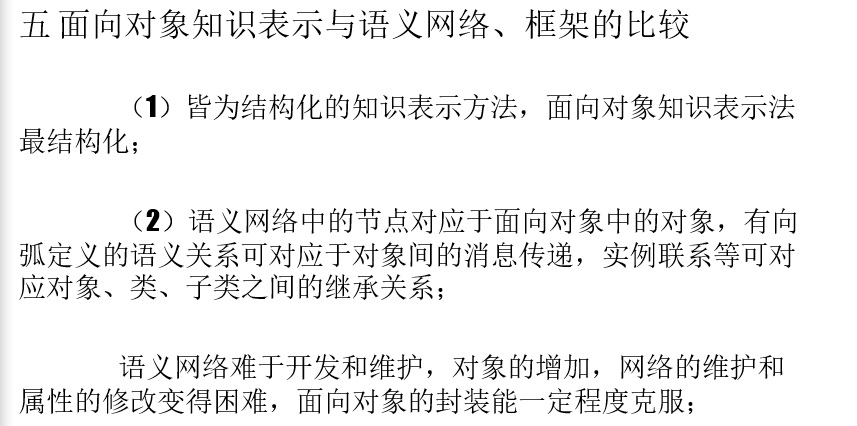 五 面向对象知识表示与语义网络、框架的比较
（1）皆为结构化的知识表示方法，面向对象知识表示法
最结构化；
（2）语义网络中的节点对应于面向对象中的对象，有向
弧定义的语义关系可对应于对象间的消息传递，实例联系等可对
应对象、类、子类之间的继承关系；
语义网络难于开发和维护，对象的增加，网络的维护和
属性的修改变得困难，面向对象的封装能一定程度克服；